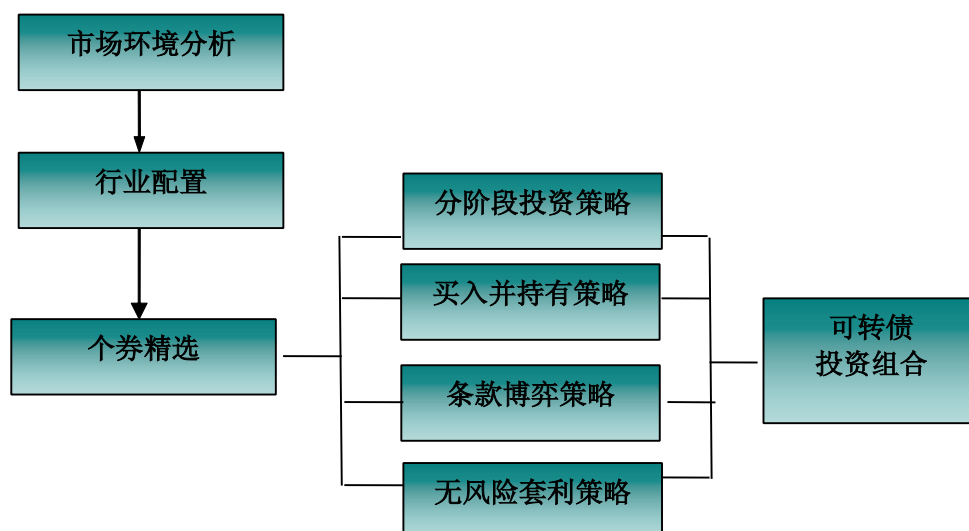 市场环境分析
行业配置
个券精选
分阶段投资策略
买入并持有策略
条款博弈策略
无风险套利策略
可转债
投资组合